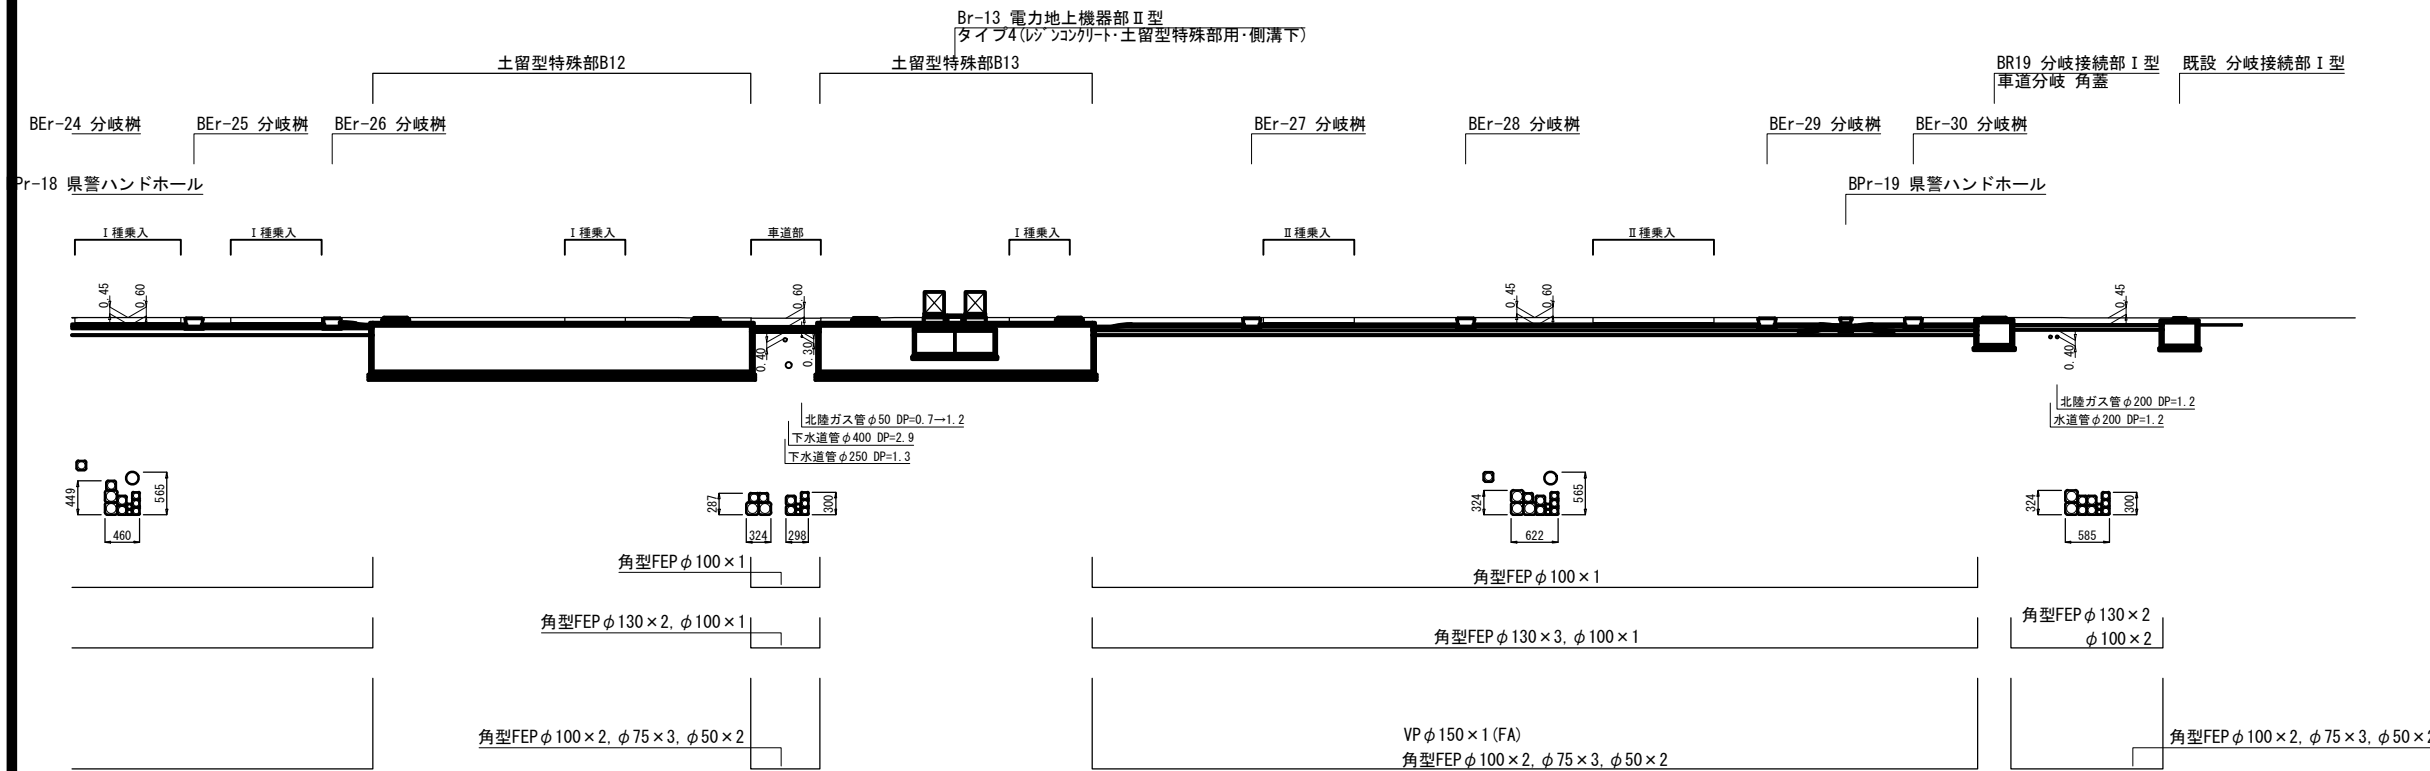 Br-13 電力地上機器部Ⅱ型
タイプ4(ﾚｼﾞﾝｺﾝｸﾘｰﾄ・土留型特殊部用・側溝下)
土留型特殊部B12
土留型特殊部B13
BR19 分岐接続部Ⅰ型
車道分岐 角蓋
既設 分岐接続部Ⅰ型
BEr-24 分岐桝
BEr-25 分岐桝
BEr-26 分岐桝
BEr-27 分岐桝
BEr-28 分岐桝
BEr-29 分岐桝
BEr-30 分岐桝
Pr-18 県警ハンドホール
BPr-19 県警ハンドホール
Ⅰ種乗入
Ⅰ種乗入
Ⅰ種乗入
車道部
Ⅰ種乗入
Ⅱ種乗入
Ⅱ種乗入
0.45
0.60
0.60
0.45
0.60
0.45
0.40
0.30
0.40
北陸ガス管φ50 DP=0.7→1.2
下水道管φ400 DP=2.9
下水道管φ250 DP=1.3
北陸ガス管φ200 DP=1.2
水道管φ200 DP=1.2
449
565
460
287
300
324
298
324
565
622
324
300
585
角型FEPφ100×1
角型FEPφ100×1
角型FEPφ130×2, φ100×1
角型FEPφ130×3, φ100×1
角型FEPφ130×2
φ100×2
角型FEPφ100×2, φ75×3, φ50×2
VPφ150×1(FA)
角型FEPφ100×2, φ75×3, φ50×2
角型FEPφ100×2, φ75×3, φ50×2